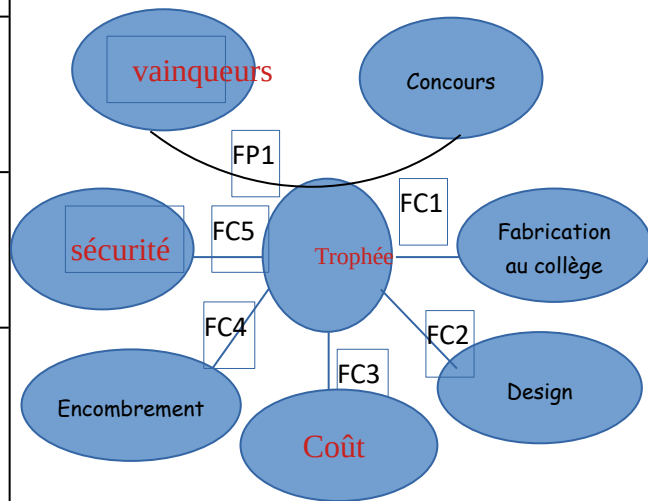 vainqueurs
Concours
FP1
FC1
sécurité
FC5
Trophée
Fabrication
au collège
FC4
FC2
FC3
Encombrement
Design
Coût